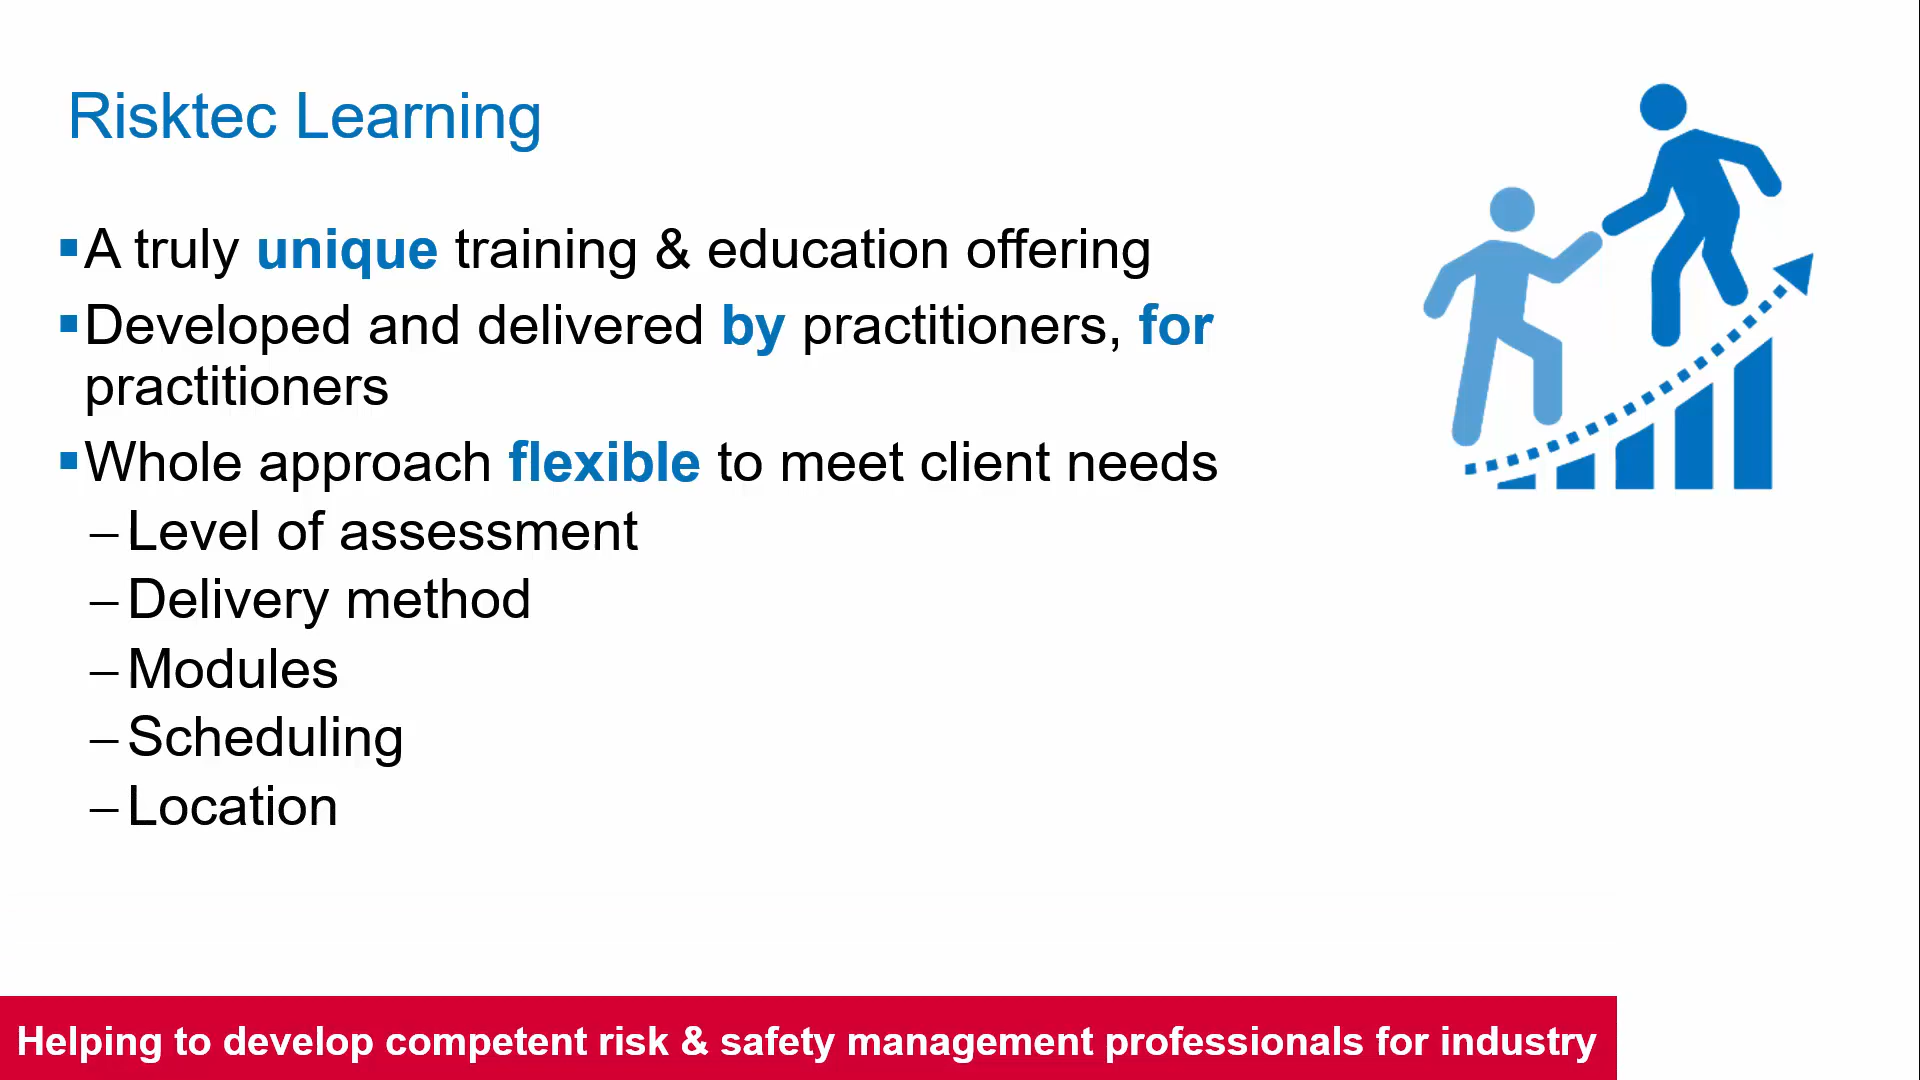 Risktec Learning
▪A truly unique training & education offering
▪Developed and delivered by practitioners, for
practitioners
▪Whole approach flexible to meet client needs
–Level of assessment
–Delivery method
–Modules
–Scheduling
–Location
Helping to develop competent risk & safety management professionals for industry